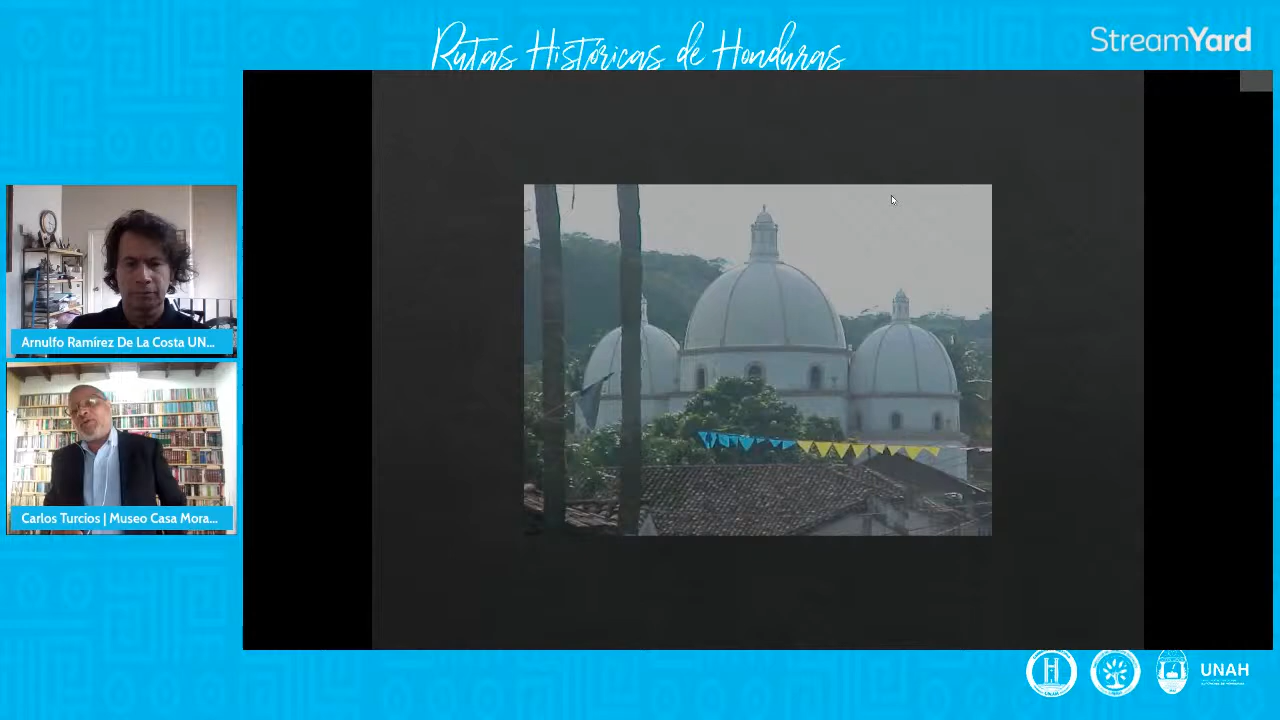 Rutas Históricas de Honduras
StreamYard
Arnulfo Ramírez De La Costa UN...
Carlos Turcios | Museo Casa Mora...
UNAH